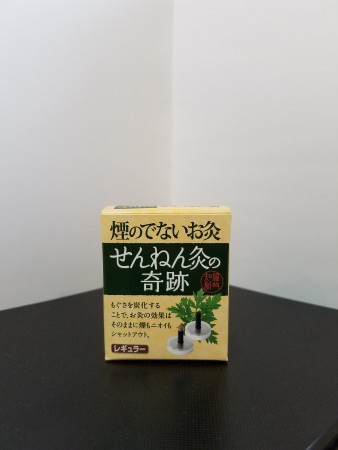 煙のでないお灸
せんねん灸の
奇跡
もぐさを炭化する
ことで、お灸の効果は
そのままに煙もニオイも
シャットアウト。
レギュラー